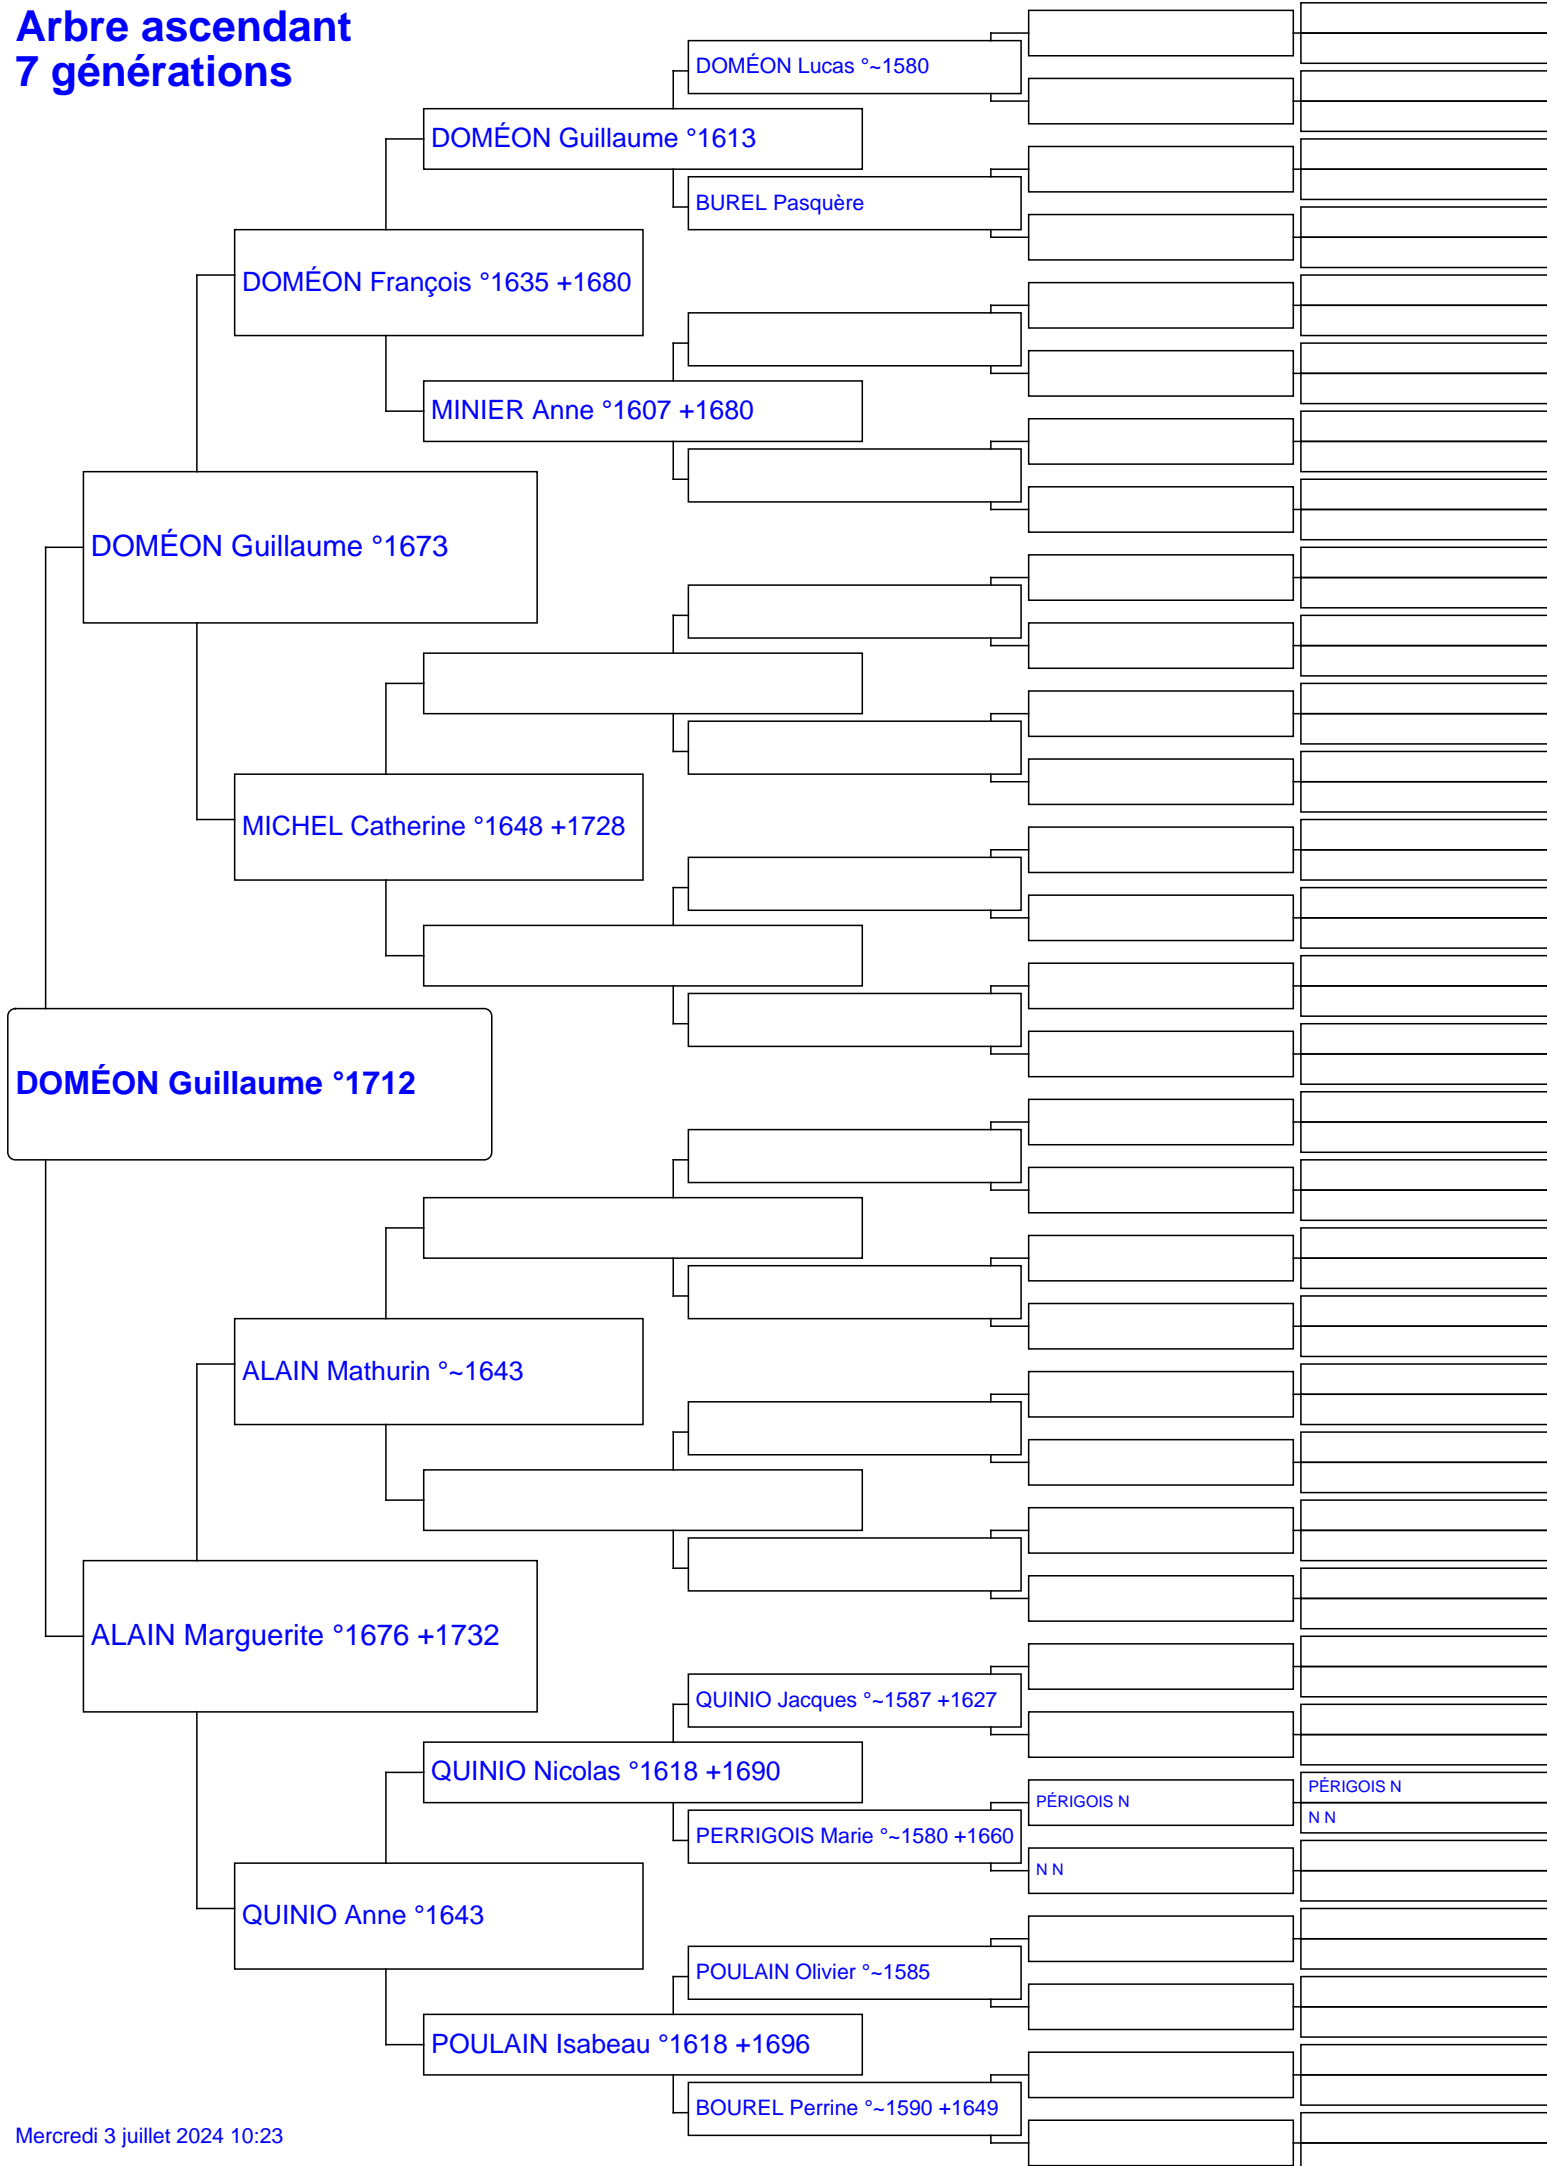 Arbre ascendant
7 générations
DOMÉON Lucas °~1580
DOMÉON Guillaume °1613
BUREL Pasquère
DOMÉON François °1635 +1680
MINIER Anne °1607 +1680
DOMÉON Guillaume °1673
MICHEL Catherine °1648 +1728
DOMÉON Guillaume °1712
ALAIN Mathurin °~1643
ALAIN Marguerite °1676 +1732
QUINIO Jacques °~1587 +1627
QUINIO Nicolas °1618 +1690
PÉRIGOIS N
PÉRIGOIS N
N N
PERRIGOIS Marie °~1580 +1660
N N
QUINIO Anne °1643
POULAIN Olivier °~1585
POULAIN Isabeau °1618 +1696
BOUREL Perrine °~1590 +1649
Mercredi 3 juillet 2024 10:23